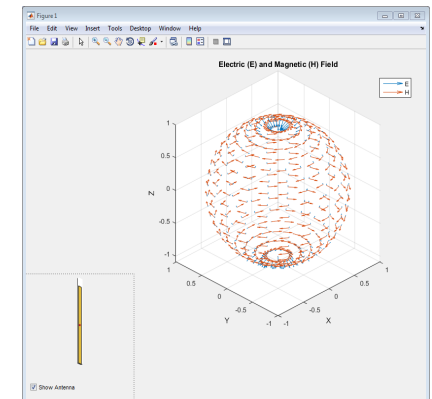 Figure 1
File Edit View Insert Tools Desktop Window Help
Electric (E) and Magnetic (H) Field
E
H
1
0.5
0
-0.5
-1
Z
1
0.5
0
-0.5
-1
Y
-1
-0.5
0
0.5
1
X
Show Antenna